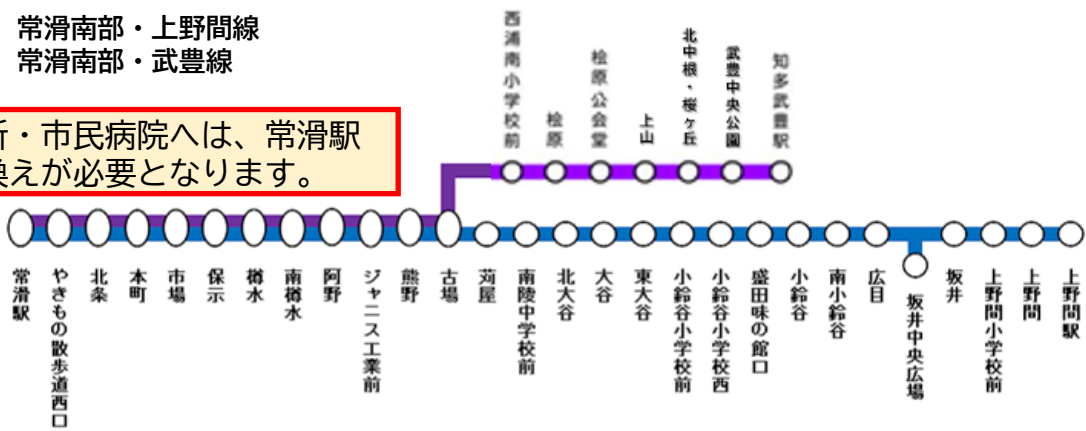 常滑南部・上野間線
常滑南部・武豊線
・市民病院へは、常滑駅
えが必要となります。
西浦南小学校前
桧原
桧原公会堂
上山
北中根・桜ヶ丘
武豊中央公園
知多武豊駅
常滑駅
やきもの散歩道西口
北条
本町
市場
保示
樽水
南樽水
阿野
ジャニス工業前
熊野
古場
苅屋
南陵中学校前
北大谷
大谷
東大谷
小鈴谷小学校前
小鈴谷小学校西
盛田味の館口
小鈴谷
南小鈴谷
広目
坂井中央広場
坂井
上野間小学校前
上野間
上野間駅